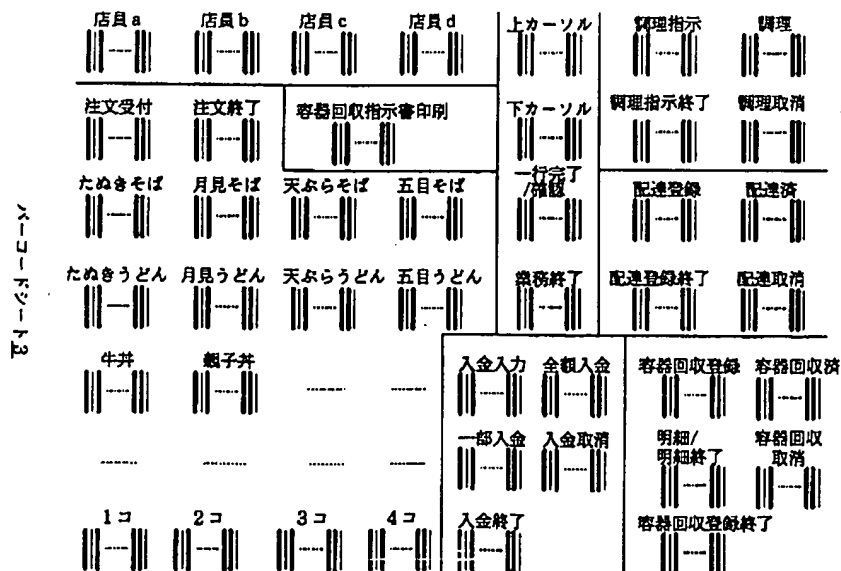 店員a 店員b 店員c 店員d 上カーソル 調理指示 調理
注文受付 注文終了 容器回収指示書印刷 下カーソル 調理指示終了 調理取消
一行完了
/確認
たぬきそば 月見そば 天ぷらそば 五目そば 配達登録 配達済
たぬきうどん 月見うどん 天ぷらうどん 五目うどん 業務終了 配達登録終了 配達取消
牛丼 親子丼 入金入力 全額入金 容器回収登録 容器回収済
一部入金 入金取消 明細/
明細終了
容器回収
取消
1コ 2コ 3コ 4コ 入金終了 容器回収登録終了
バーコードシート13